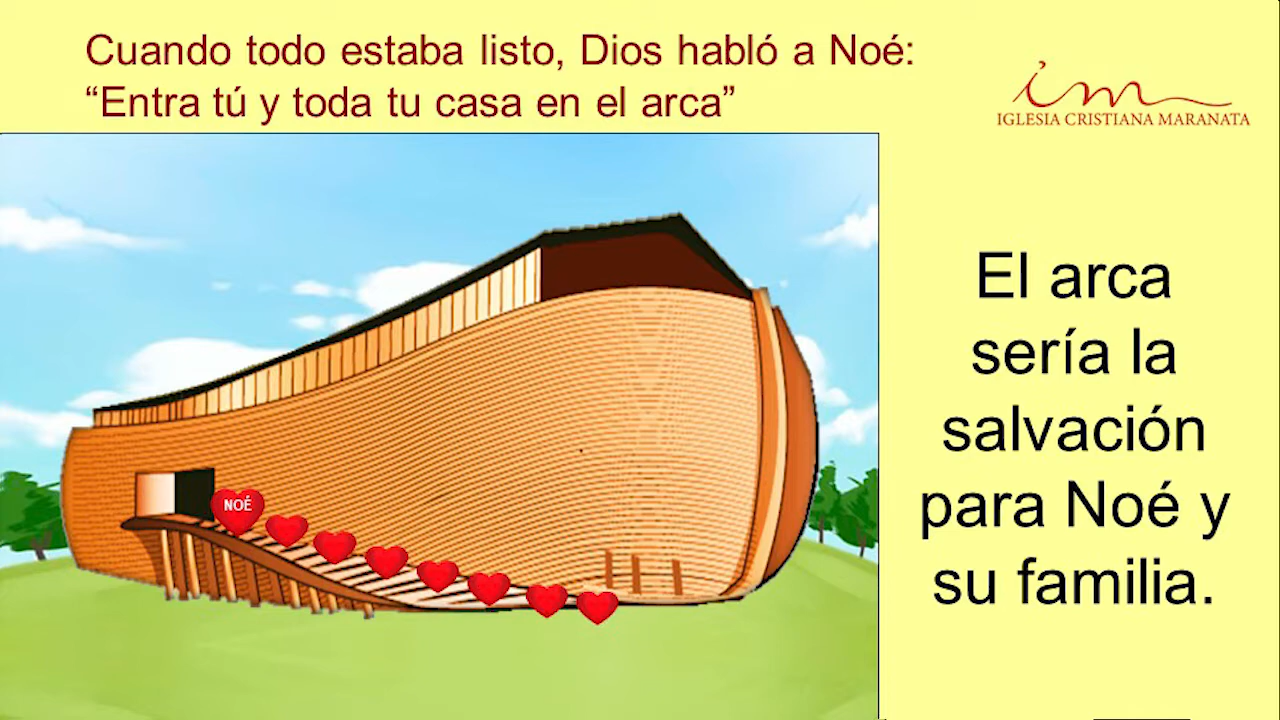 Cuando todo estaba listo, Dios habló a Noé:
“Entra tú y toda tu casa en el arca”
im
IGLESIA CRISTIANA MARANATA
El arca
sería la
salvación
para Noé y
su familia.
NOÉ